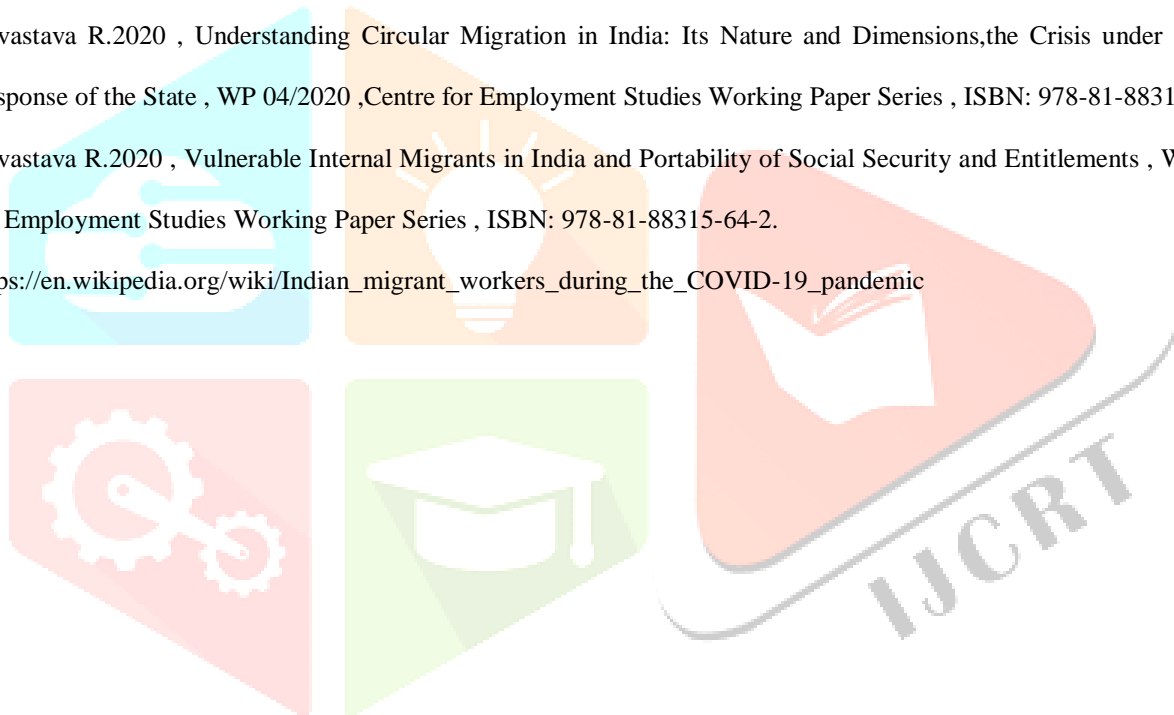 vastava R.2020 , Understanding Circular Migration in India: Its Nature and Dimensions,the Crisis under
sponse of the State , WP 04/2020 ,Centre for Employment Studies Working Paper Series , ISBN: 978-81-8831
vastava R.2020 , Vulnerable Internal Migrants in India and Portability of Social Security and Entitlements ,
Employment Studies Working Paper Series , ISBN: 978-81-88315-64-2.
ps://en.wikipedia.org/wiki/Indian_migrant_workers_during_the_COVID-19_pandemic
IJCRT